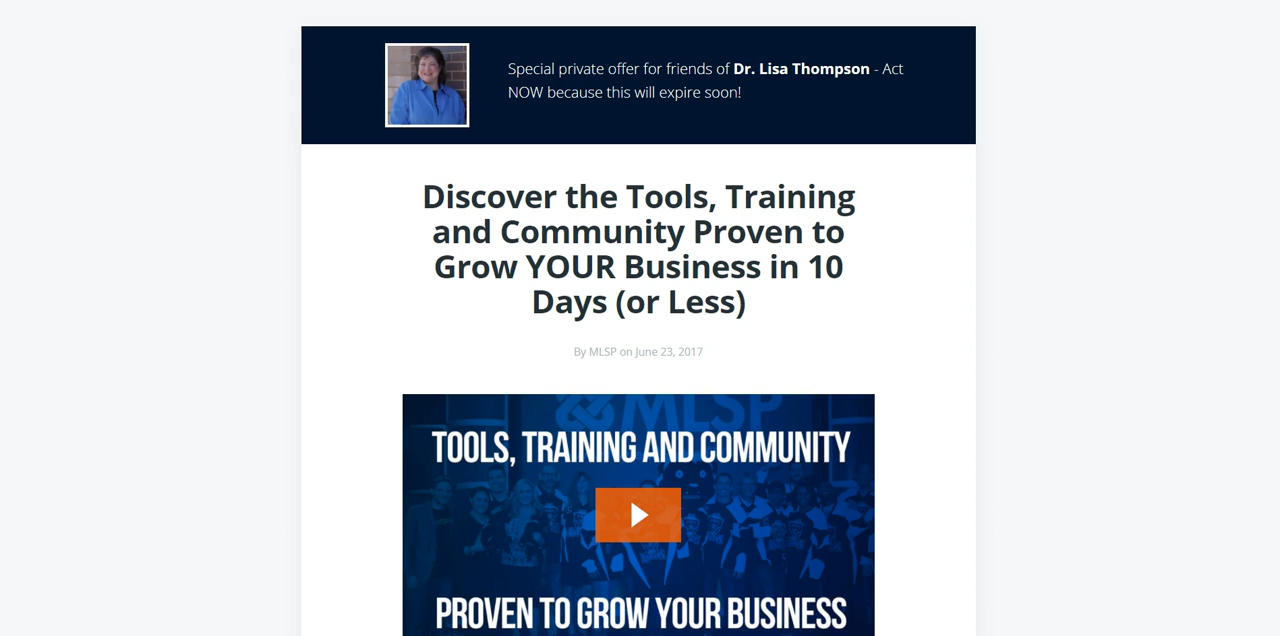 Special private offer for friends of Dr. Lisa Thompson - Act
NOW because this will expire soon!
Discover the Tools, Training
and Community Proven to
Grow YOUR Business in 10
Days (or Less)
By MLSP on June 23, 2017
MLSP
TOOLS, TRAINING AND COMMUNITY
PROVEN TO GROW YOUR BUSINESS